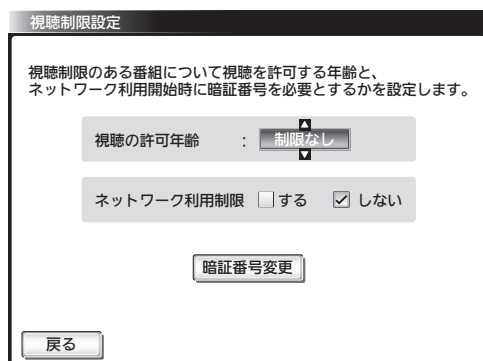 視聴制限設定
視聴制限のある番組について視聴を許可する年齢と、
ネットワーク利用開始時に暗証番号を必要とするかを設定します。
視聴の許可年齢 : 制限なし
ネットワーク利用制限 する しない
暗証番号変更
戻る